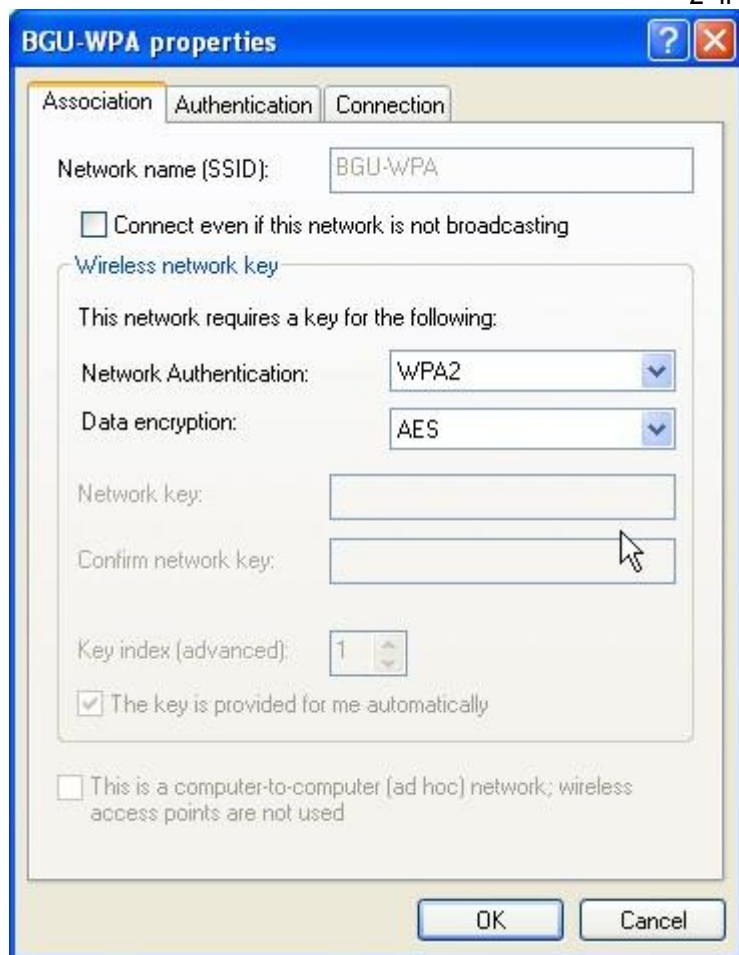 BGU-WPA properties
Association Authentication Connection
Network name (SSID): BGU-WPA
Connect even if this network is not broadcasting
Wireless network key
This network requires a key for the following:
Network Authentication: WPA2
Data encryption: AES
Network key:
Confirm network key:
Key index (advanced): 1
The key is provided for me automatically
This is a computer-to-computer (ad hoc) network; wireless
access points are not used
OK Cancel